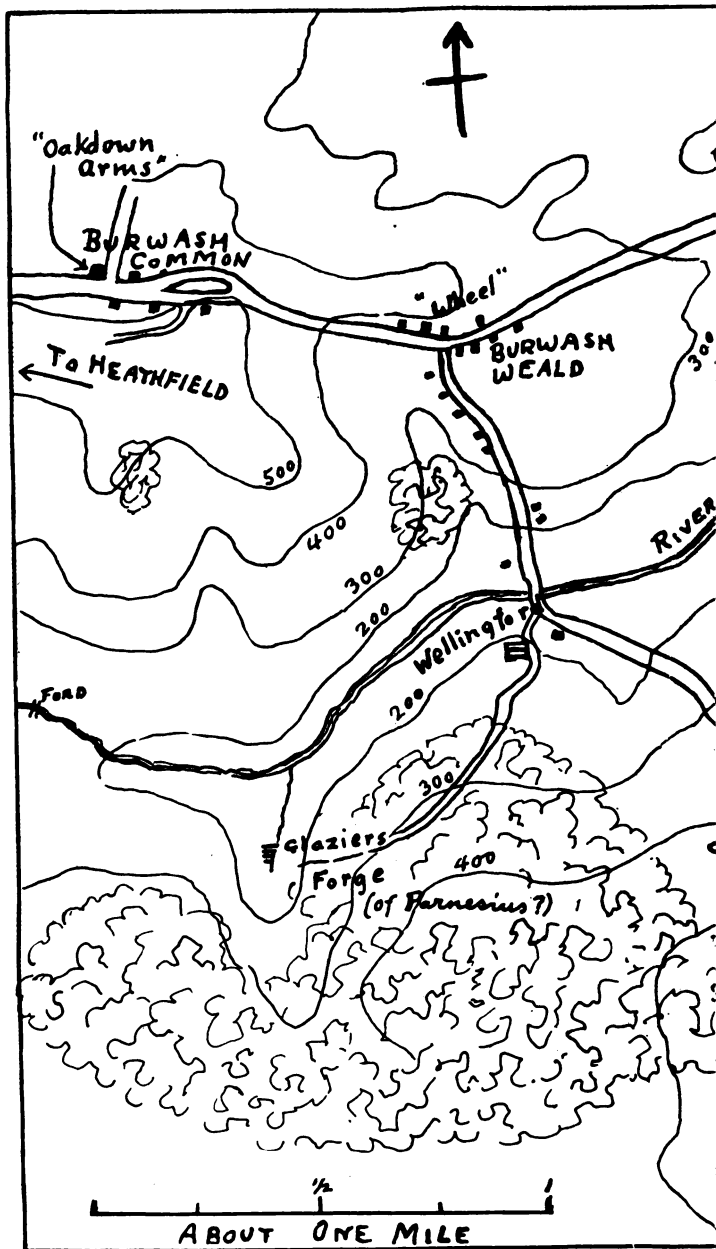 "Oakdown
Arms"
BURWASH
COMMON
"Wheel"
BURWASH
WEALD
300
To HEATHFIELD
500
400
300
200
RIVER
Wellington
FORD
200
300
Glaziers
Forge
400
(of Parnesius?)
1/2
1
ABOUT ONE MILE